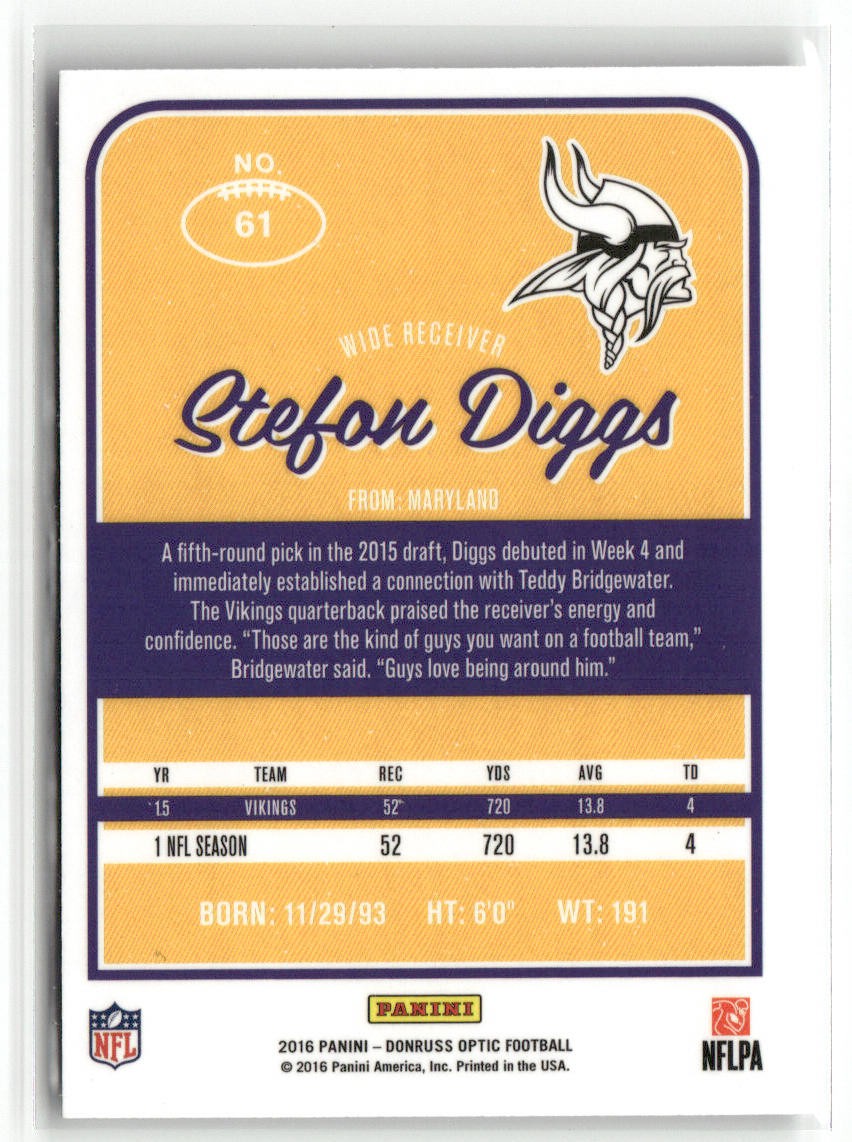 NO.
61
WIDE RECEIVER
Stefon Diggs
FROM: MARYLAND
A fifth-round pick in the 2015 draft, Diggs debuted in Week 4 and
immediately established a connection with Teddy Bridgewater.
The Vikings quarterback praised the receiver's energy and
confidence. “Those are the kind of guys you want on a football team,”
Bridgewater said. “Guys love being around him.”
YR TEAM REC YDS AVG TD
'15 VIKINGS 52 720 13.8 4
1 NFL SEASON 52 720 13.8 4
BORN: 11/29/93 HT: 6'0" WT: 191
NFL
PANINI
NFLPA
2016 PANINI – DONRUSS OPTIC FOOTBALL
© 2016 Panini America, Inc. Printed in the USA.